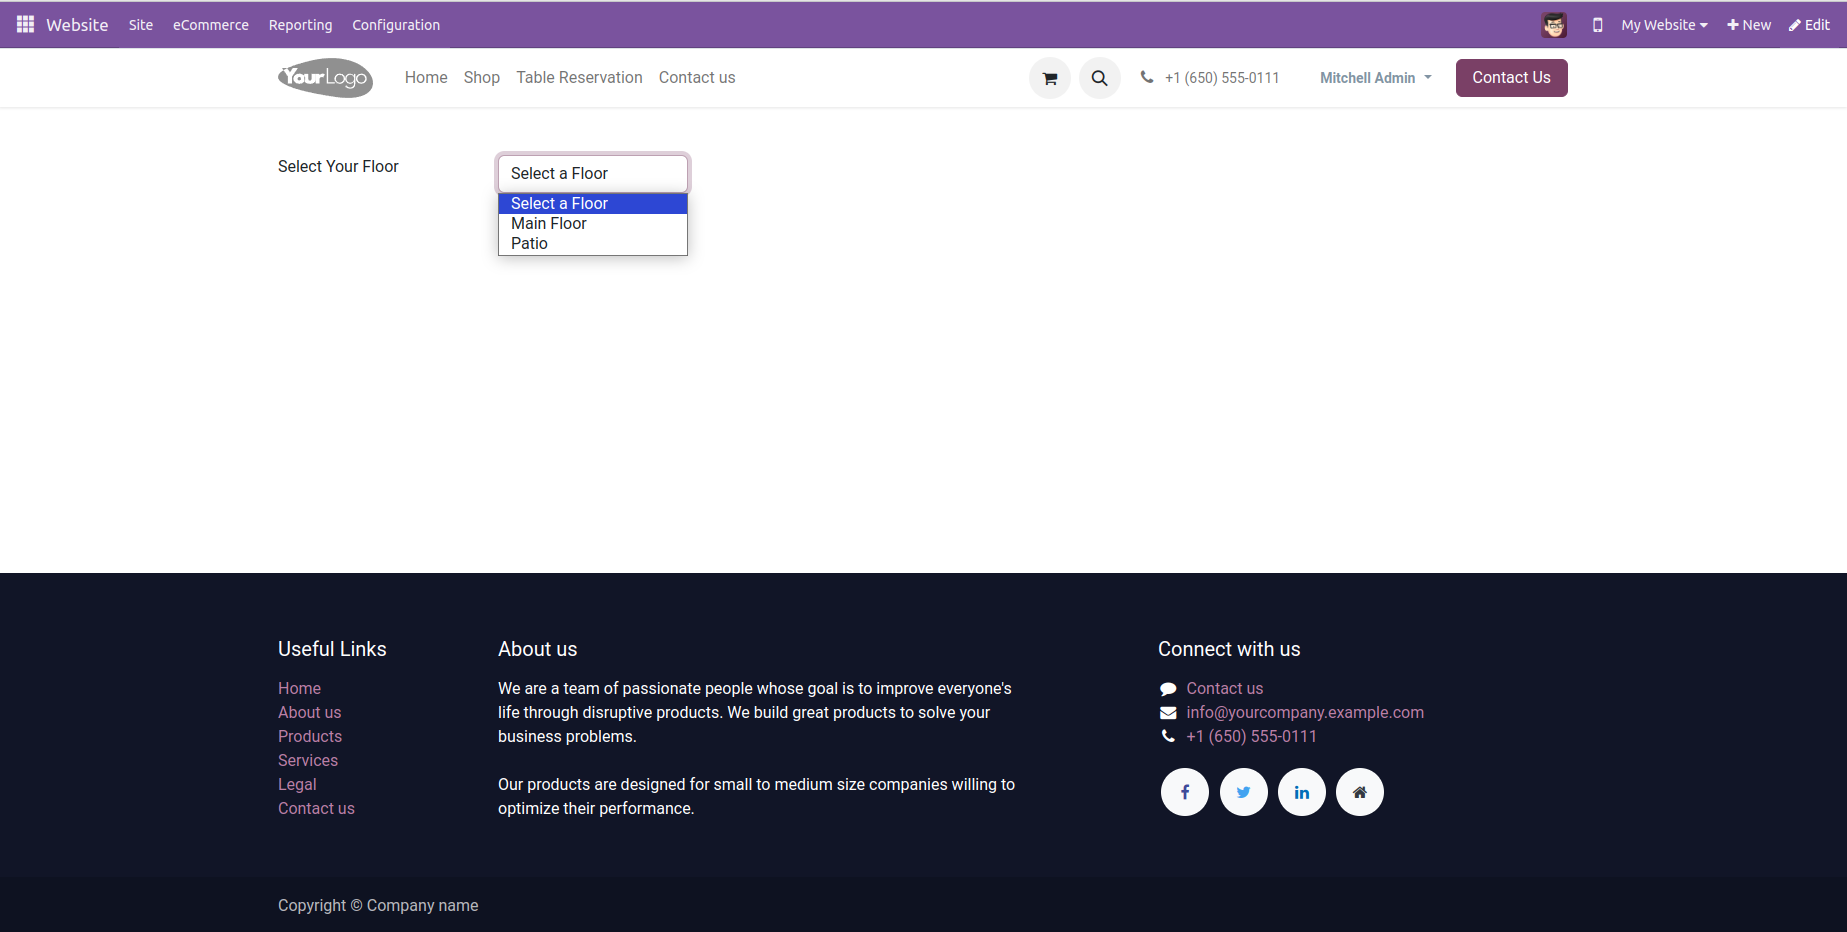 Website Site eCommerce Reporting Configuration My Website New Edit
YourLogo Home Shop Table Reservation Contact us +1 (650) 555-0111 Mitchell Admin Contact Us
Select Your Floor
Select a Floor
Select a Floor
Main Floor
Patio
Useful Links
Home
About us
Products
Services
Legal
Contact us
About us
We are a team of passionate people whose goal is to improve everyone's
life through disruptive products. We build great products to solve your
business problems.
Our products are designed for small to medium size companies willing to
optimize their performance.
Connect with us
Contact us
info@yourcompany.example.com
+1 (650) 555-0111
Copyright © Company name